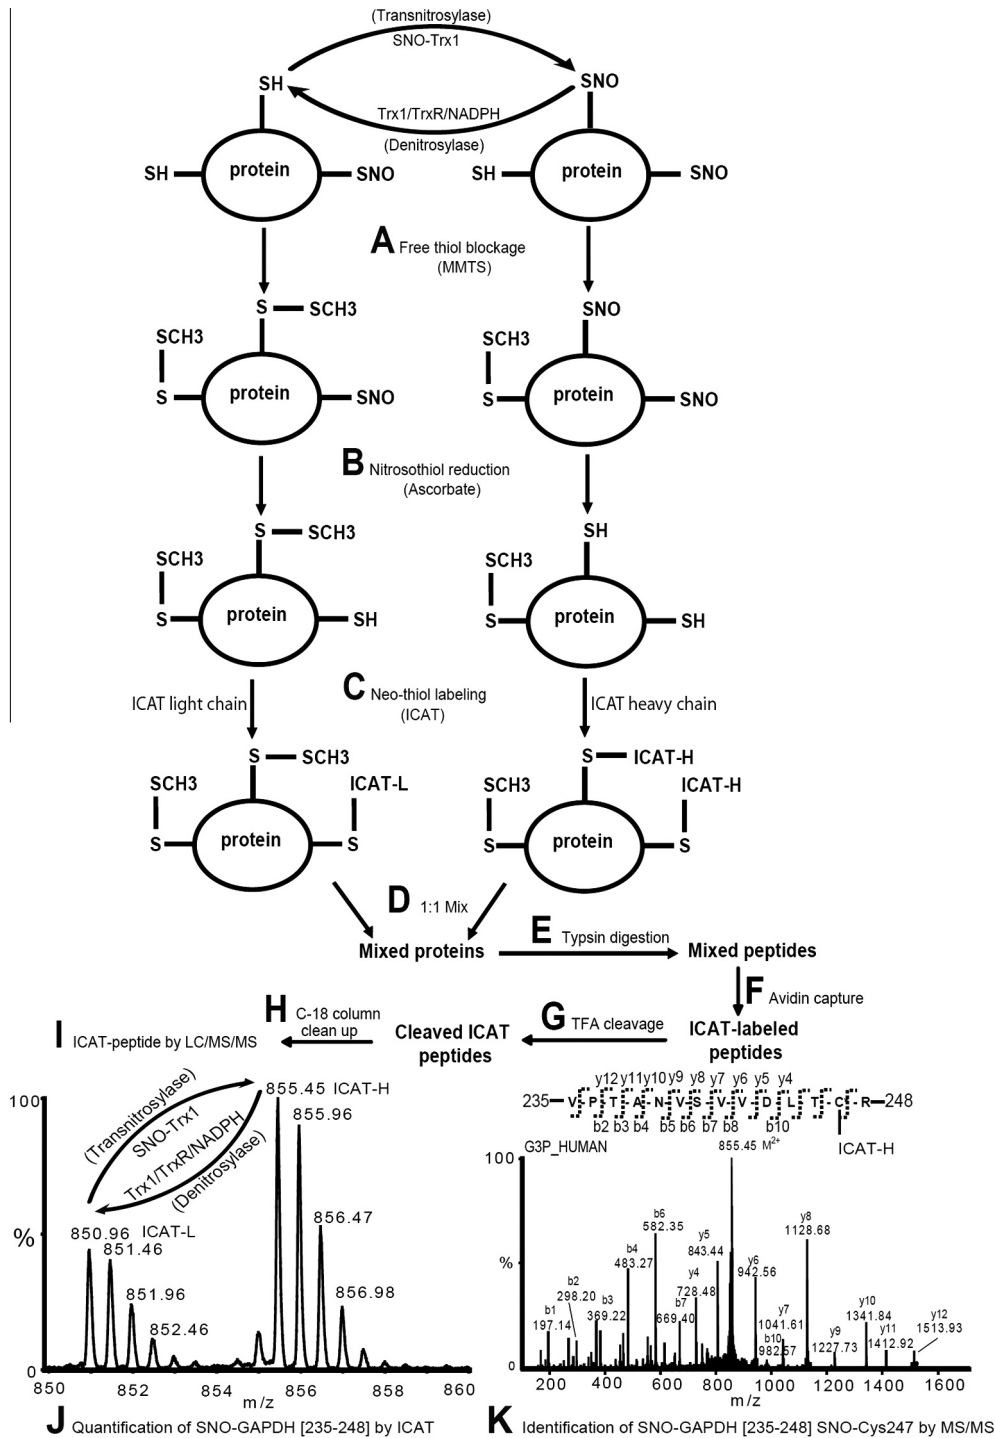 (Transnitrosylase)
SNO-Trx1
SH
SNO
Trx1/TrxR/NADPH
(Denitrosylase)
SH
protein
SNO
SH
protein
SNO
A Free thiol blockage
(MMTS)
S
SCH3
SNO
SCH3
SCH3
S
protein
SNO
S
protein
SNO
B Nitrosothiol reduction
(Ascorbate)
S
SCH3
SH
SCH3
SCH3
S
protein
SH
S
protein
SH
C Neo-thiol labeling
(ICAT)
ICAT light chain
ICAT heavy chain
S
SCH3
S
ICAT-H
SCH3
ICAT-L
SCH3
ICAT-H
S
protein
S
S
protein
S
D 1:1 Mix
Mixed proteins
E Typsin digestion
Mixed peptides
F Avidin capture
ICAT-labeled
peptides
G TFA cleavage
Cleaved ICAT
peptides
H C-18 column
clean up
I ICAT-peptide by LC/MS/MS
100
%
0
(Transnitrosylase)
SNO-Trx1
Trx1/TrxR/NADPH
(Denitrosylase)
855.45 ICAT-H
855.96
856.47
856.98
850.96 ICAT-L
851.46
851.96
852.46
850 852 854 856 858 860
m/z
J Quantification of SNO-GAPDH [235-248] by ICAT
y12 y11 y10 y9 y8 y7 y6 y5 y4
235 V P T A N V S V V D L T C R 248
b2 b3 b4 b5 b6 b7 b8 b10
ICAT-H
G3P_HUMAN
855.45 M2+
100
%
0
b1
197.14
b2
298.20
b3
369.22
b4
483.27
b6
582.35
b7
669.40
y4
728.48
y5
843.44
y6
942.56
y7
1041.61
b10
982.57
y8
1128.68
y9
1227.73
y10
1341.84
y11
1412.92
y12
1513.93
200 400 600 800 1000 1200 1400 1600
m/z
K Identification of SNO-GAPDH [235-248] SNO-Cys247 by MS/MS